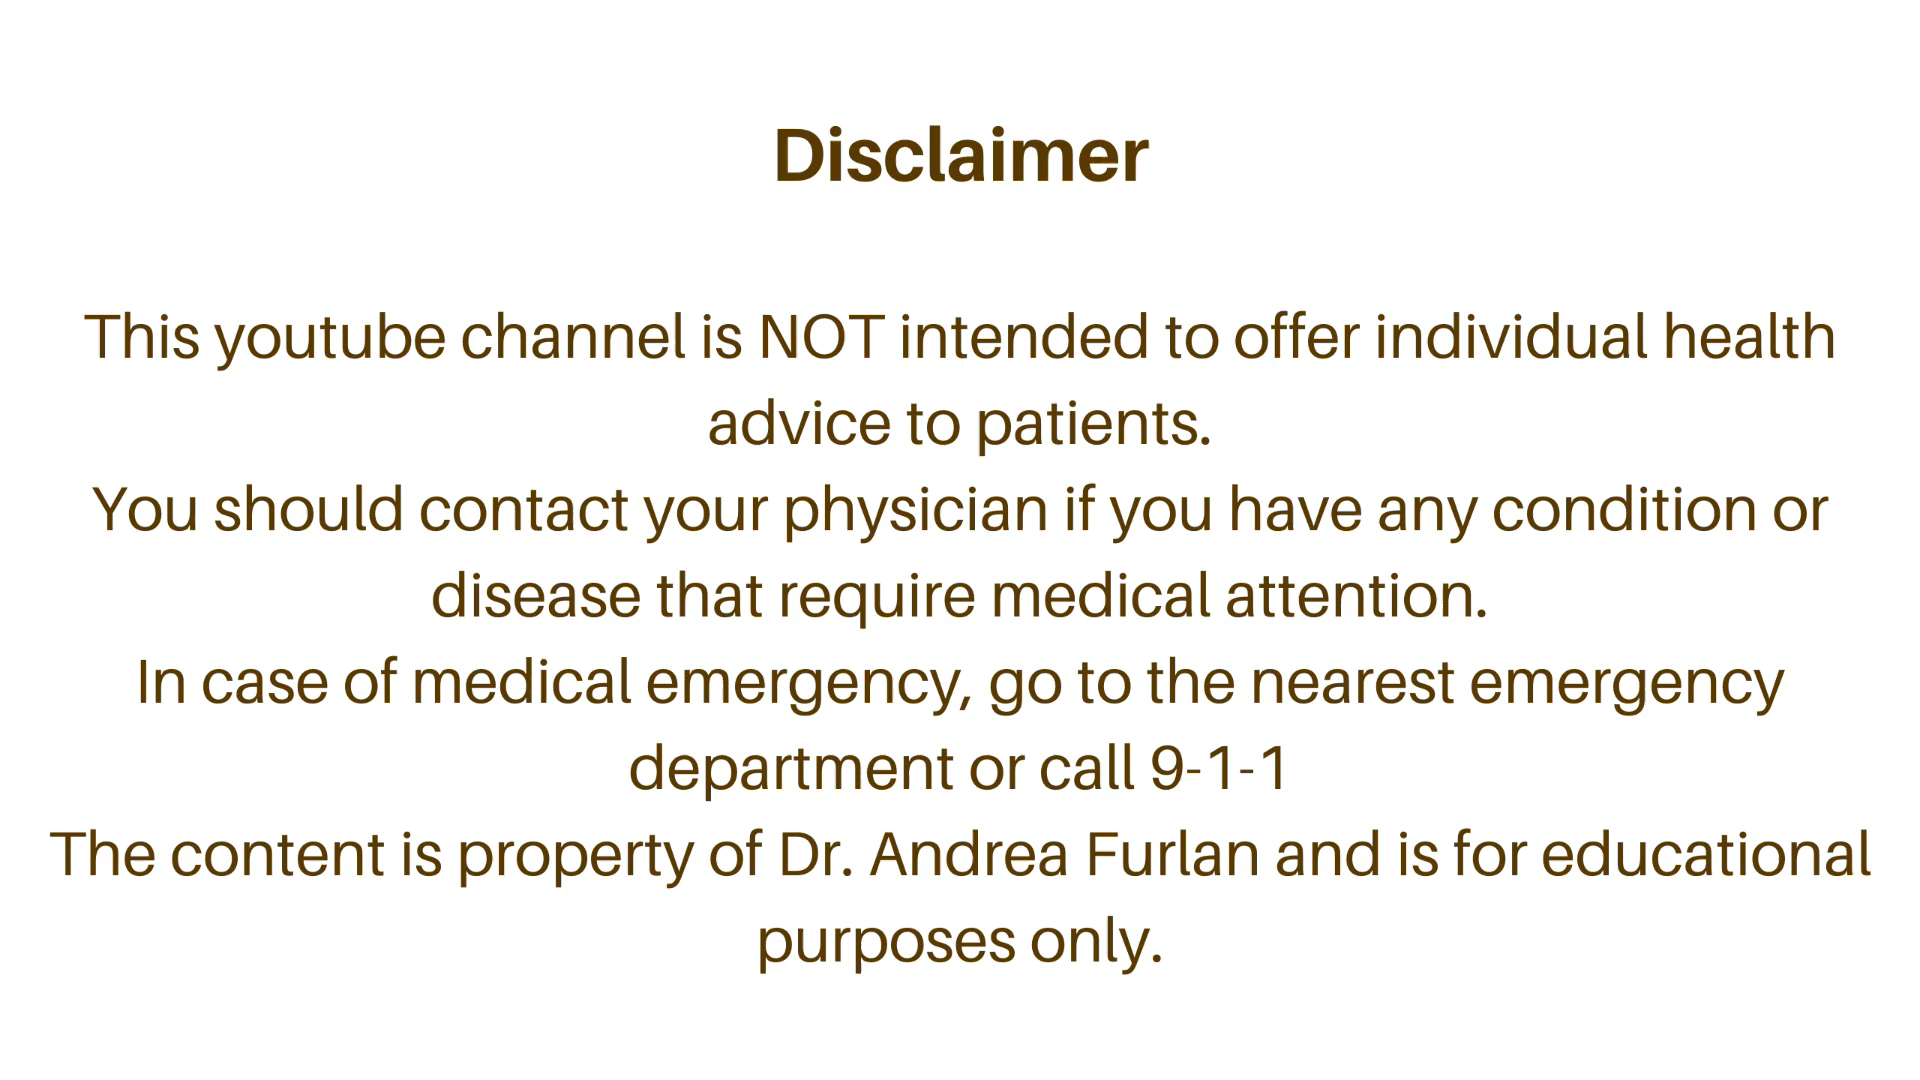 Disclaimer
This youtube channel is NOT intended to offer individual health
advice to patients.
You should contact your physician if you have any condition or
disease that require medical attention.
In case of medical emergency, go to the nearest emergency
department or call 9-1-1
The content is property of Dr. Andrea Furlan and is for educational
purposes only.